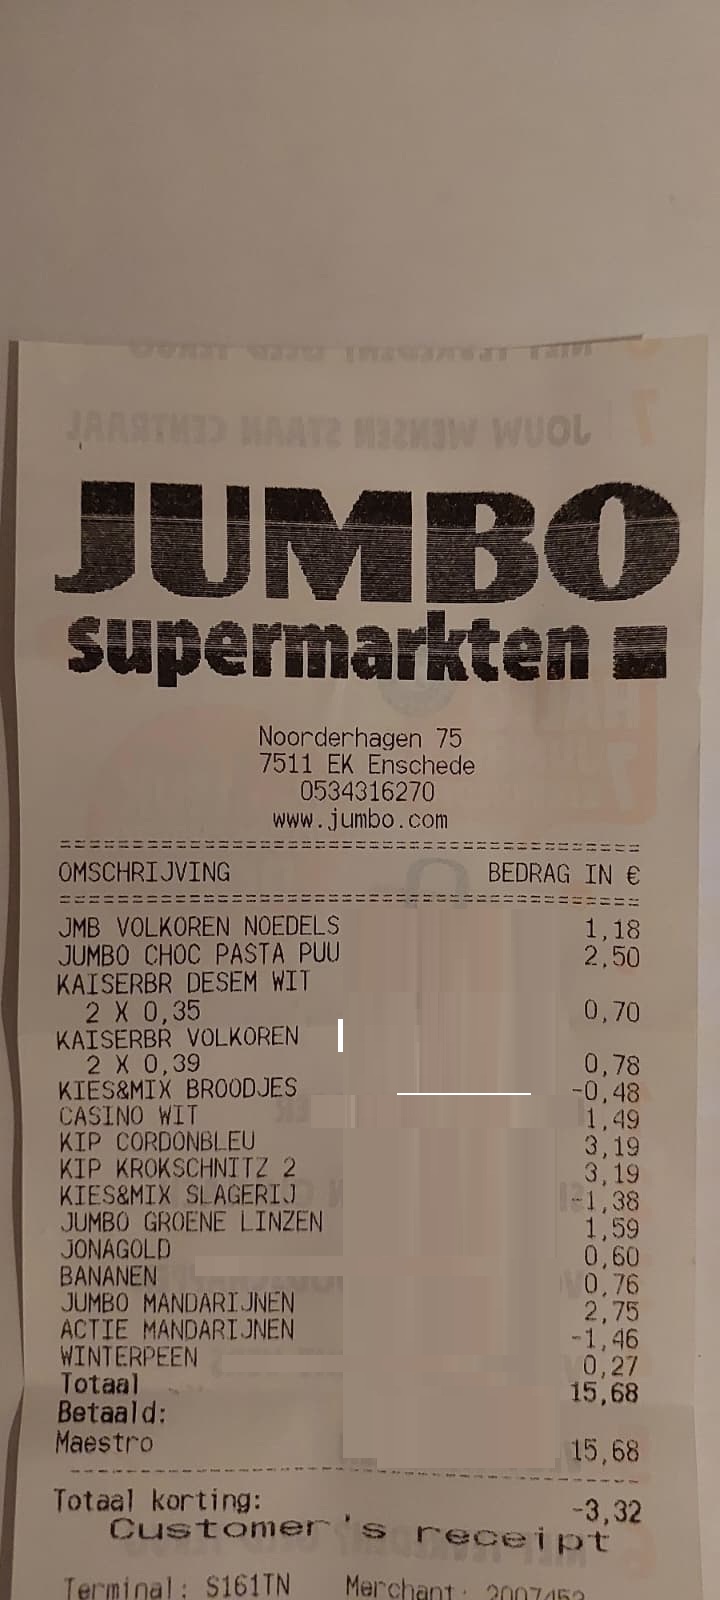 JOUW WENSEN STAAN CENTRAAL
JUMBO
supermarkten
Noorderhagen 75
7511 EK Enschede
0534316270
www.jumbo.com
OMSCHRIJVING BEDRAG IN €
JMB VOLKOREN NOEDELS 1,18
JUMBO CHOC PASTA PUU 2,50
KAISERBR DESEM WIT
2 X 0,35 0,70
KAISERBR VOLKOREN
2 X 0,39 0,78
KIES&MIX BROODJES -0,48
CASINO WIT 1,49
KIP CORDONBLEU 3,19
KIP KROKSCHNITZ 2 3,19
KIES&MIX SLAGERIJ -1,38
JUMBO GROENE LINZEN 1,59
JONAGOLD 0,60
BANANEN 0,76
JUMBO MANDARIJNEN 2,75
ACTIE MANDARIJNEN -1,46
WINTERPEEN 0,27
Totaal 15,68
Betaald:
Maestro 15,68
Totaal korting: -3,32
Customer's receipt
Terminal: S161TN Merchant: